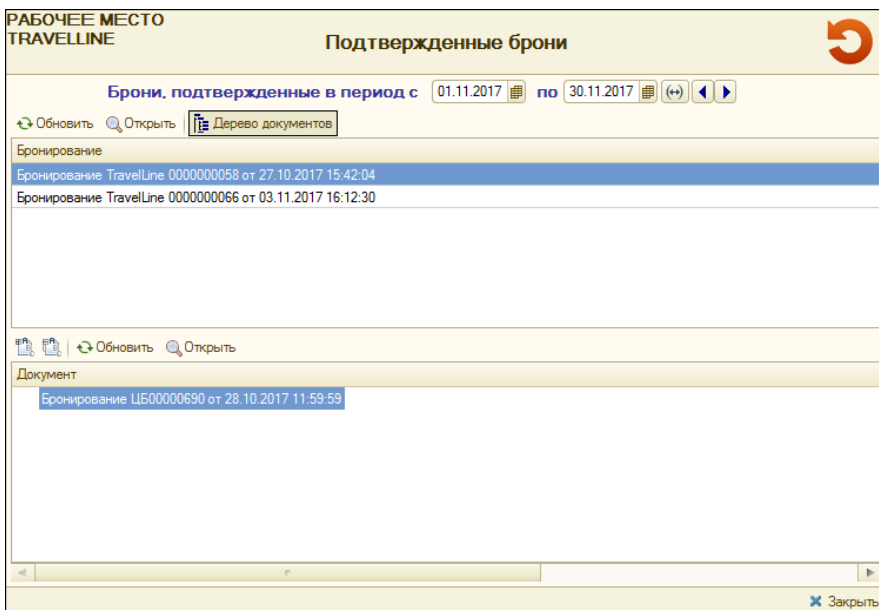 РАБОЧЕЕ МЕСТО
TRAVELLINE
Подтвержденные брони
Брони, подтвержденные в период с 01.11.2017 по 30.11.2017
Обновить Открыть Дерево документов
Бронирование
Бронирование TravelLine 0000000058 от 27.10.2017 15:42:04
Бронирование TravelLine 0000000066 от 03.11.2017 16:12:30
Обновить Открыть
Документ
Бронирование ЦБ00000690 от 28.10.2017 11:59:59
Закрыть